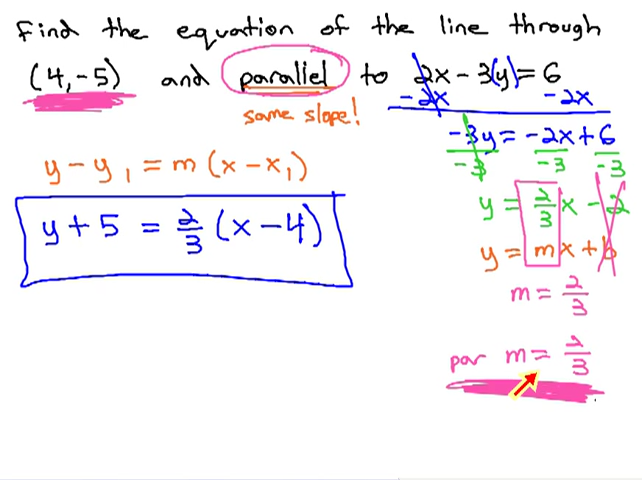 Find the equation of the line through
(4,-5) and parallel to 2x - 3(y) = 6
same slope!
-2x -2x
-3y = -2x + 6
-3 -3 -3
y - y₁ = m (x - x₁)
y = 2/3 x - 2
y + 5 = 2/3 (x - 4)
y = mx + b
m = 2/3
par m = 2/3